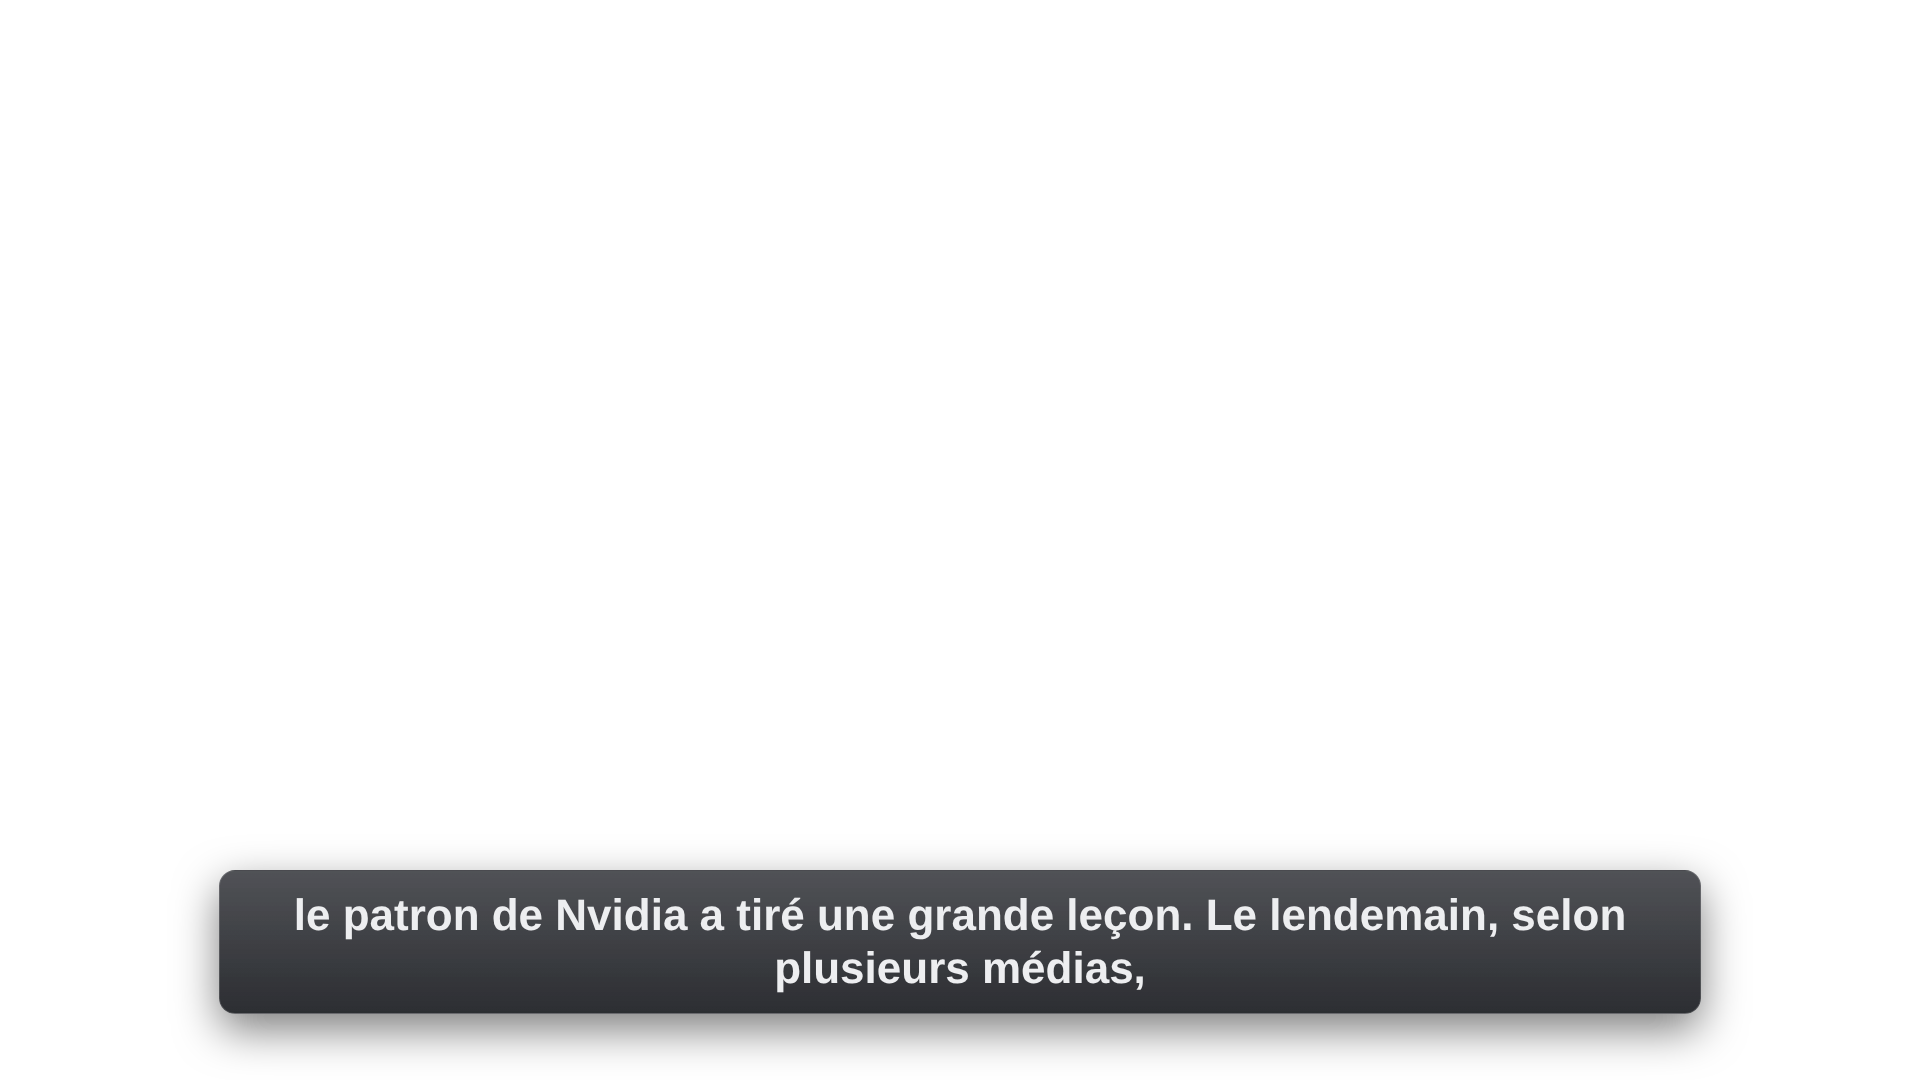 le patron de Nvidia a tiré une grande leçon. Le lendemain, selon
plusieurs médias,